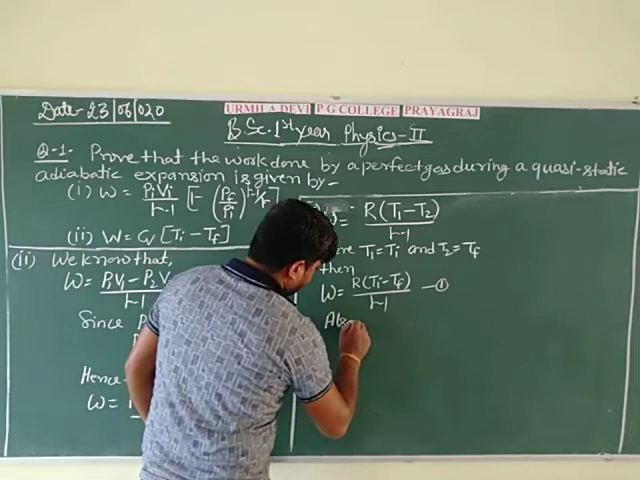 Date-23/06/020
URMILA DEVI P G COLLEGE PRAYAGRAJ
B.Sc. 1st year Physics-II
Q-1. Prove that the work done by a perfect gas during a quasi-static
adiabatic expansion is given by-
(i) W = PiVi/γ-1 [1- (Pf/Pi)^1-1/γ]
(ii) W= Cv [Ti - Tf]
(ii) We know that,
W= P1V1 - P2V
γ-1
Since P
Hence
W=
R(T1-T2)/γ-1
T1=Ti and T2=Tf
then
W= R(Ti-Tf)/γ-1 —①
Als